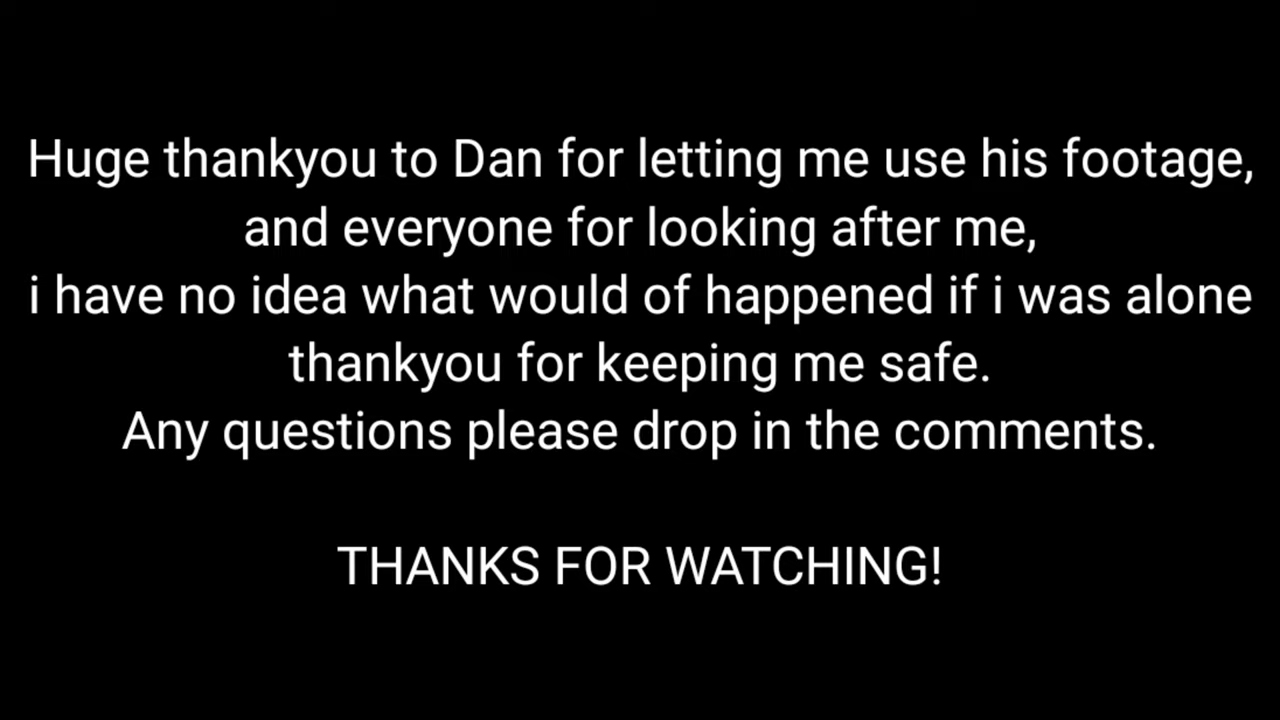 Huge thankyou to Dan for letting me use his footage,
and everyone for looking after me,
i have no idea what would of happened if i was alone
thankyou for keeping me safe.
Any questions please drop in the comments.
THANKS FOR WATCHING!